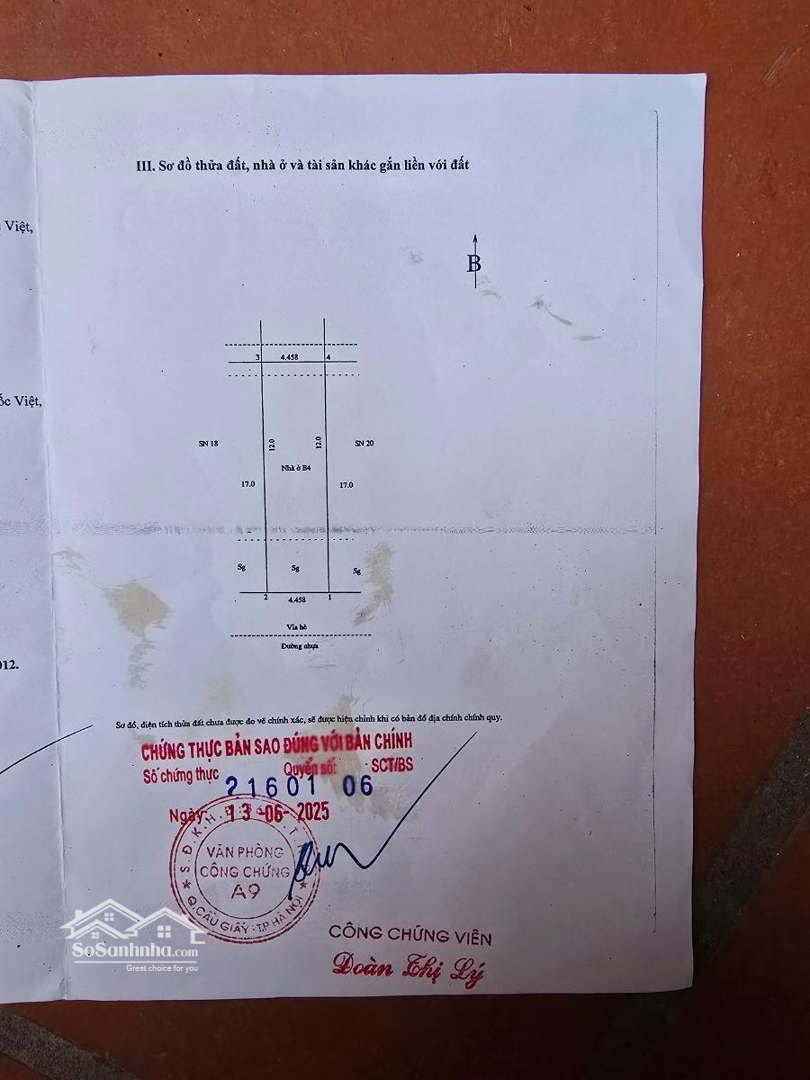 Việt,
ốc Việt,
012.
III. Sơ đồ thửa đất, nhà ở và tài sản khác gắn liền với đất
B
3 4.458 4
SN 18 12.0 12.0 SN 20
Nhà ở B4
17.0 17.0
Sg Sg Sg
2 4.458 1
Vỉa hè
Đường nhựa
Sơ đồ, diện tích thửa đất chưa được đo vẽ chính xác, sẽ được hiệu chỉnh khi có bản đồ địa chính chính quy.
CHỨNG THỰC BẢN SAO ĐÚNG VỚI BẢN CHÍNH
Số chứng thực 21601 Quyển số: 06 SCT/BS
Ngày: 13-06-2025
VĂN PHÒNG
CÔNG CHỨNG
A9
Q.CẦU GIẤY-T.P HÀ NỘI
CÔNG CHỨNG VIÊN
Đoàn Thị Lý
SoSanhnha.com
Great choice for you